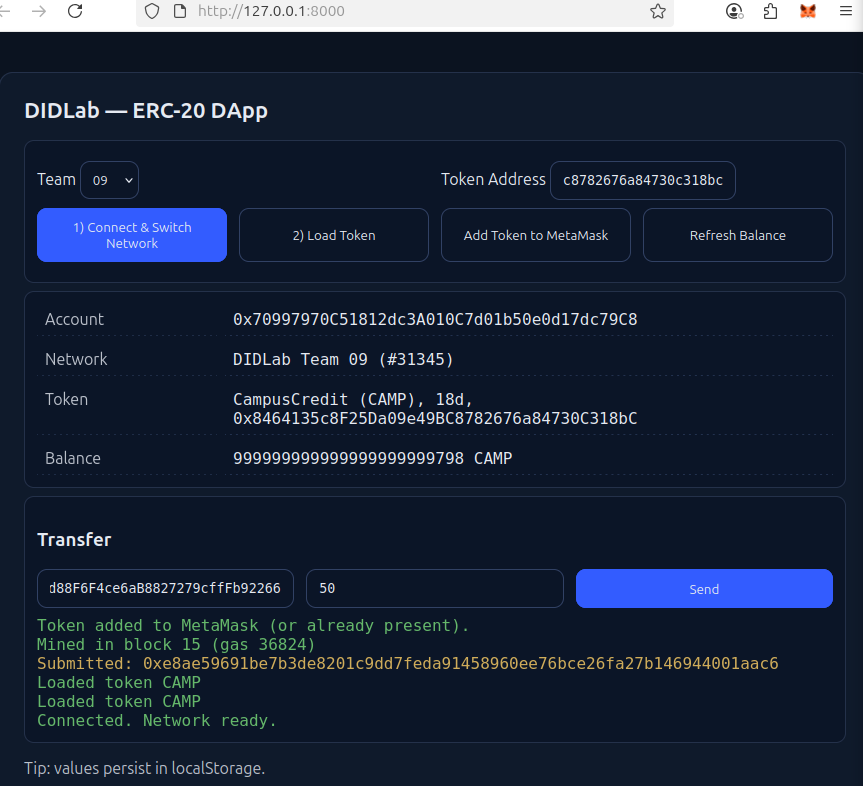 http://127.0.0.1:8000
DIDLab — ERC-20 DApp
Team 09 Token Address c8782676a84730c318bc
1) Connect & Switch
Network
2) Load Token
Add Token to MetaMask
Refresh Balance
Account 0x70997970C51812dc3A010C7d01b50e0d17dc79C8
Network DIDLab Team 09 (#31345)
Token CampusCredit (CAMP), 18d,
0x8464135c8F25Da09e49BC8782676a84730C318bC
Balance 999999999999999999999798 CAMP
Transfer
d88F6F4ce6aB8827279cffFb92266 50 Send
Token added to MetaMask (or already present).
Mined in block 15 (gas 36824)
Submitted: 0xe8ae59691be7b3de8201c9dd7feda91458960ee76bce26fa27b146944001aac6
Loaded token CAMP
Loaded token CAMP
Connected. Network ready.
Tip: values persist in localStorage.